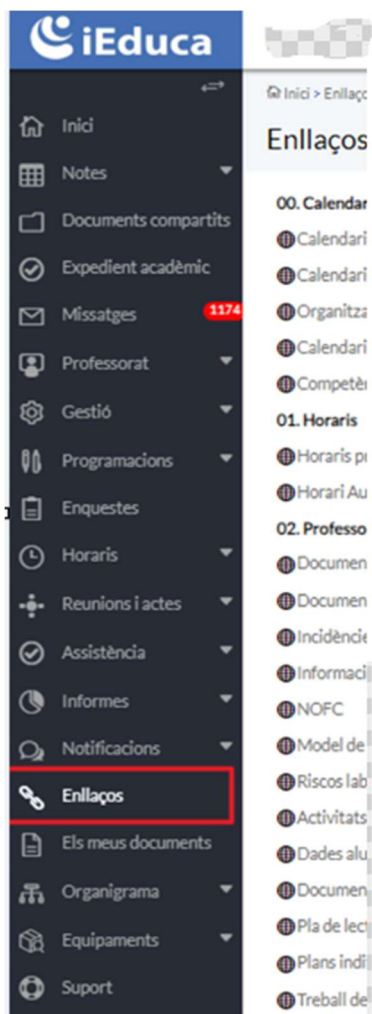 iEduca
Inici
Notes
Documents compartits
Expedient acadèmic
Missatges 1174
Professorat
Gestió
Programacions
Enquestes
Horaris
Reunions i actes
Assistència
Informes
Notificacions
Enllaços
Els meus documents
Organigrama
Equipaments
Suport
Inici > Enllaç
Enllaços
00. Calendar
Calendari
Calendari
Organitza
Calendari
Competè
01. Horaris
Horaris p
Horari Au
02. Professo
Documen
Documen
Incidència
Informaci
NOFC
Model de
Riscos lab
Activitats
Dades alu
Documen
Pla de lect
Plans indi
Treball de